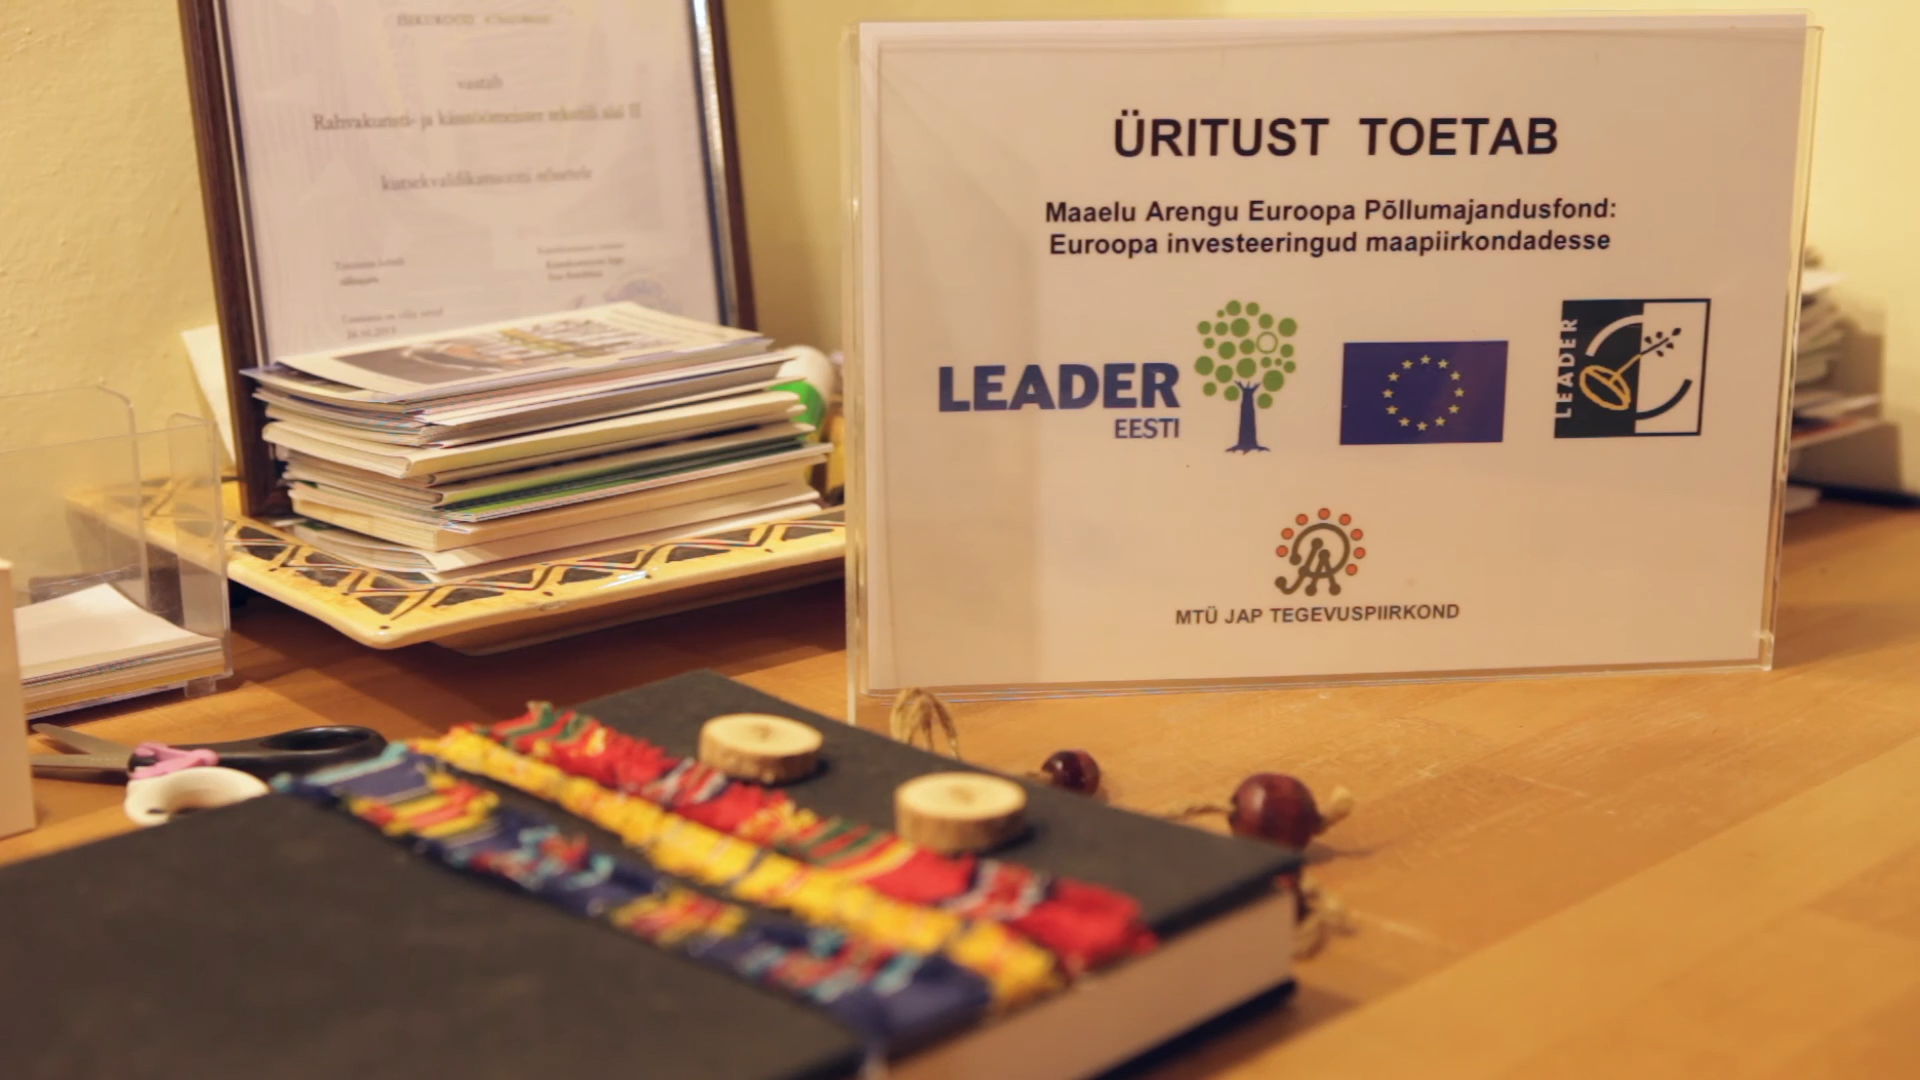 vastab
Rahvakunsti- ja käsitöömeister tekstiili alal II
kutsekvalifikatsiooni nõuetele
ÜRITUST TOETAB
Maaelu Arengu Euroopa Põllumajandusfond:
Euroopa investeeringud maapiirkondadesse
LEADER
EESTI
LEADER
MTÜ JAP TEGEVUSPIIRKOND